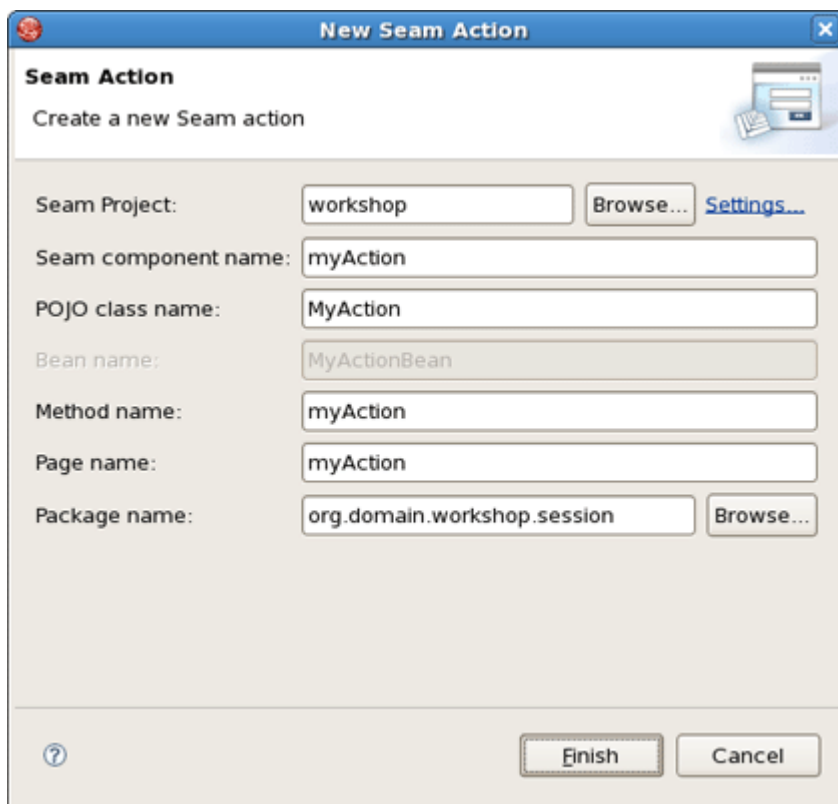 New Seam Action
Seam Action
Create a new Seam action
Seam Project: workshop Browse... Settings...
Seam component name: myAction
POJO class name: MyAction
Bean name: MyActionBean
Method name: myAction
Page name: myAction
Package name: org.domain.workshop.session Browse...
? Finish Cancel